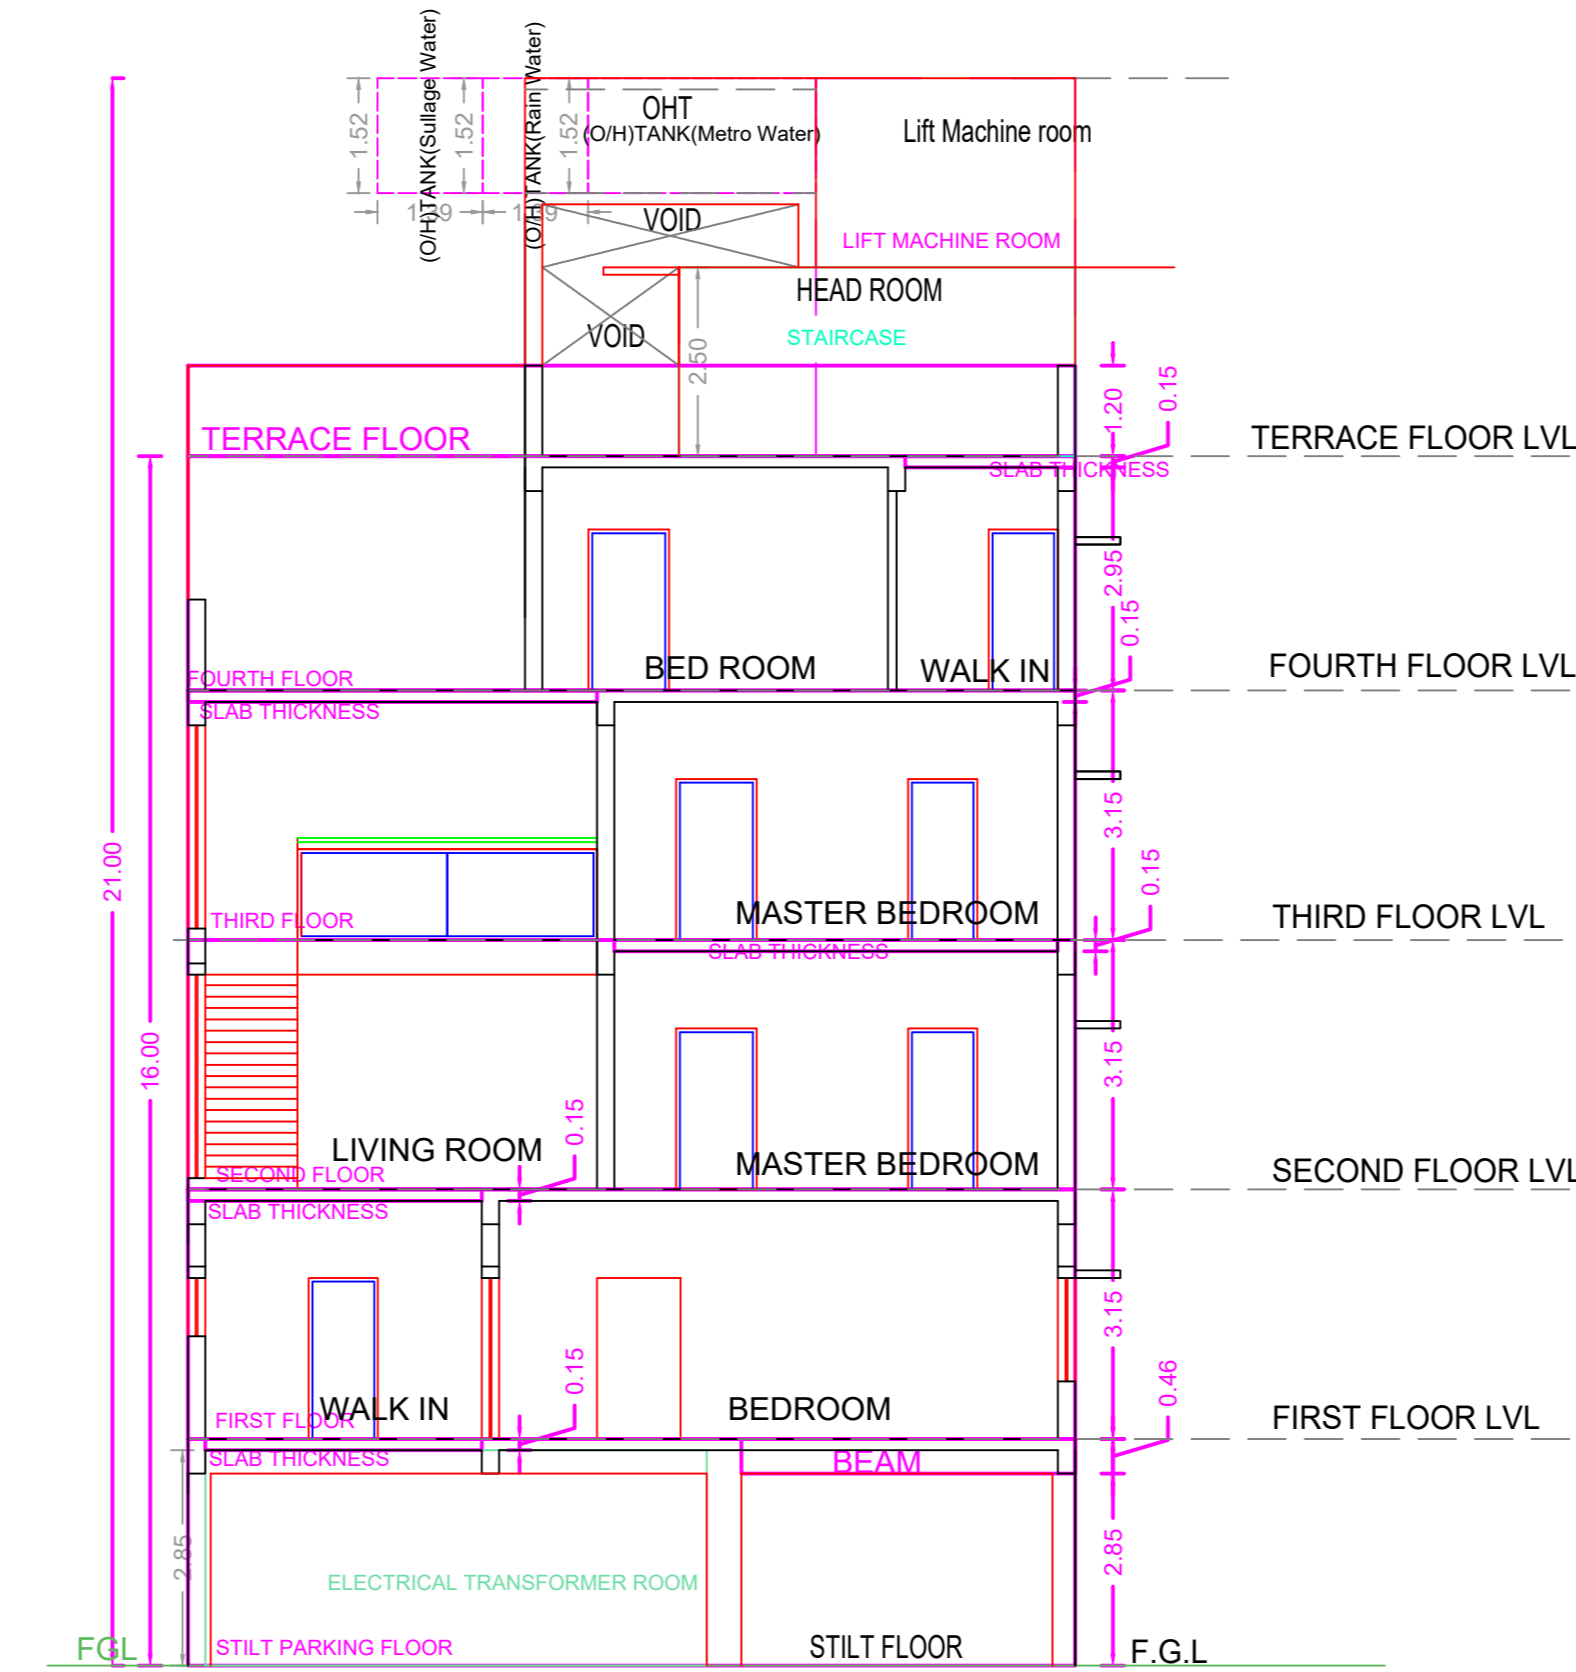 (O/H)TANK(Sullage Water)
(O/H)TANK(Rain Water)
1.52
1.52
1.52
OHT
(O/H)TANK(Metro Water)
Lift Machine room
1.39
1.39
VOID
LIFT MACHINE ROOM
HEAD ROOM
VOID
STAIRCASE
2.50
1.20
0.15
TERRACE FLOOR
TERRACE FLOOR LVL
SLAB THICKNESS
2.95
0.15
BED ROOM
WALK IN
FOURTH FLOOR LVL
FOURTH FLOOR
SLAB THICKNESS
3.15
21.00
0.15
THIRD FLOOR
MASTER BEDROOM
THIRD FLOOR LVL
SLAB THICKNESS
16.00
3.15
0.15
LIVING ROOM
MASTER BEDROOM
SECOND FLOOR
SECOND FLOOR LVL
SLAB THICKNESS
3.15
0.15
0.46
WALK IN
BEDROOM
FIRST FLOOR
FIRST FLOOR LVL
SLAB THICKNESS
BEAM
2.85
2.85
ELECTRICAL TRANSFORMER ROOM
FGL
STILT PARKING FLOOR
STILT FLOOR
F.G.L